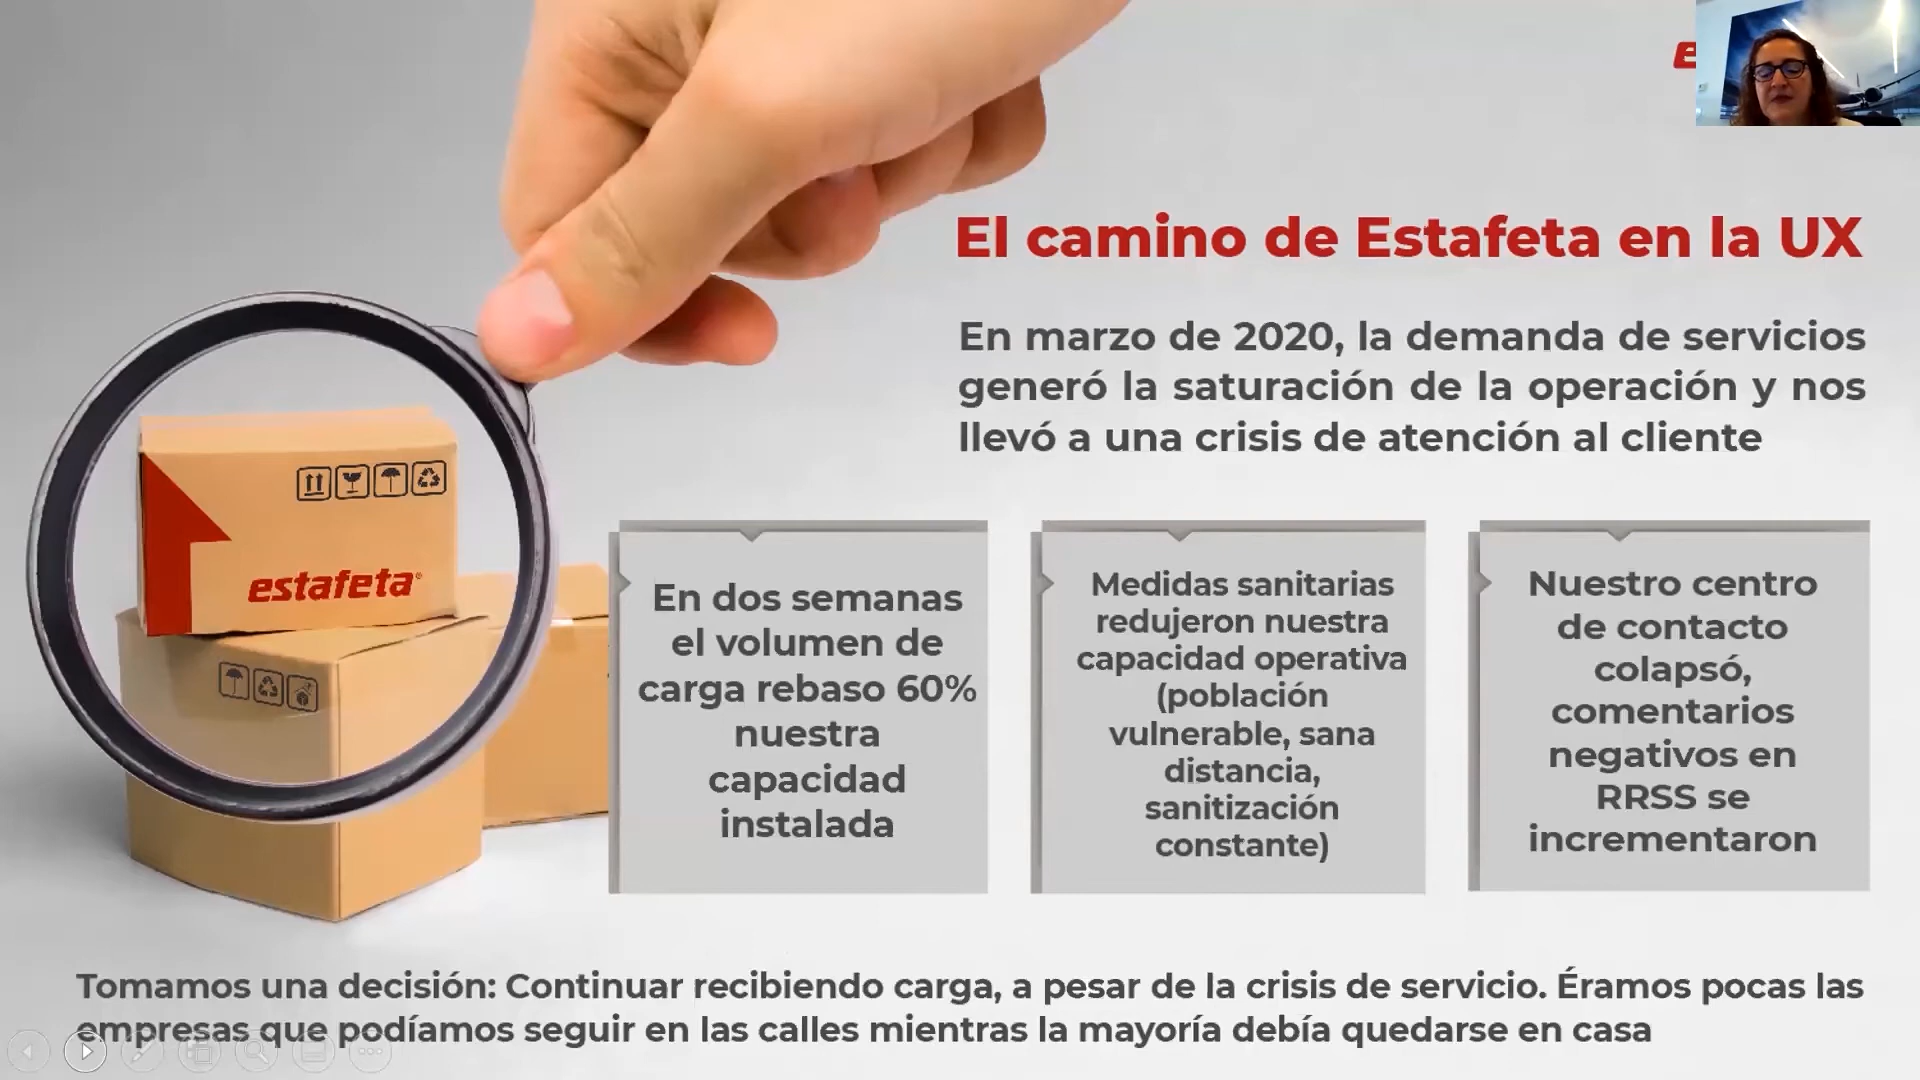 El camino de Estafeta en la UX
En marzo de 2020, la demanda de servicios
generó la saturación de la operación y nos
llevó a una crisis de atención al cliente
estafeta
En dos semanas
el volumen de
carga rebaso 60%
nuestra
capacidad
instalada
Medidas sanitarias
redujeron nuestra
capacidad operativa
(población
vulnerable, sana
distancia,
sanitización
constante)
Nuestro centro
de contacto
colapsó,
comentarios
negativos en
RRSS se
incrementaron
Tomamos una decisión: Continuar recibiendo carga, a pesar de la crisis de servicio. Éramos pocas las
empresas que podíamos seguir en las calles mientras la mayoría debía quedarse en casa